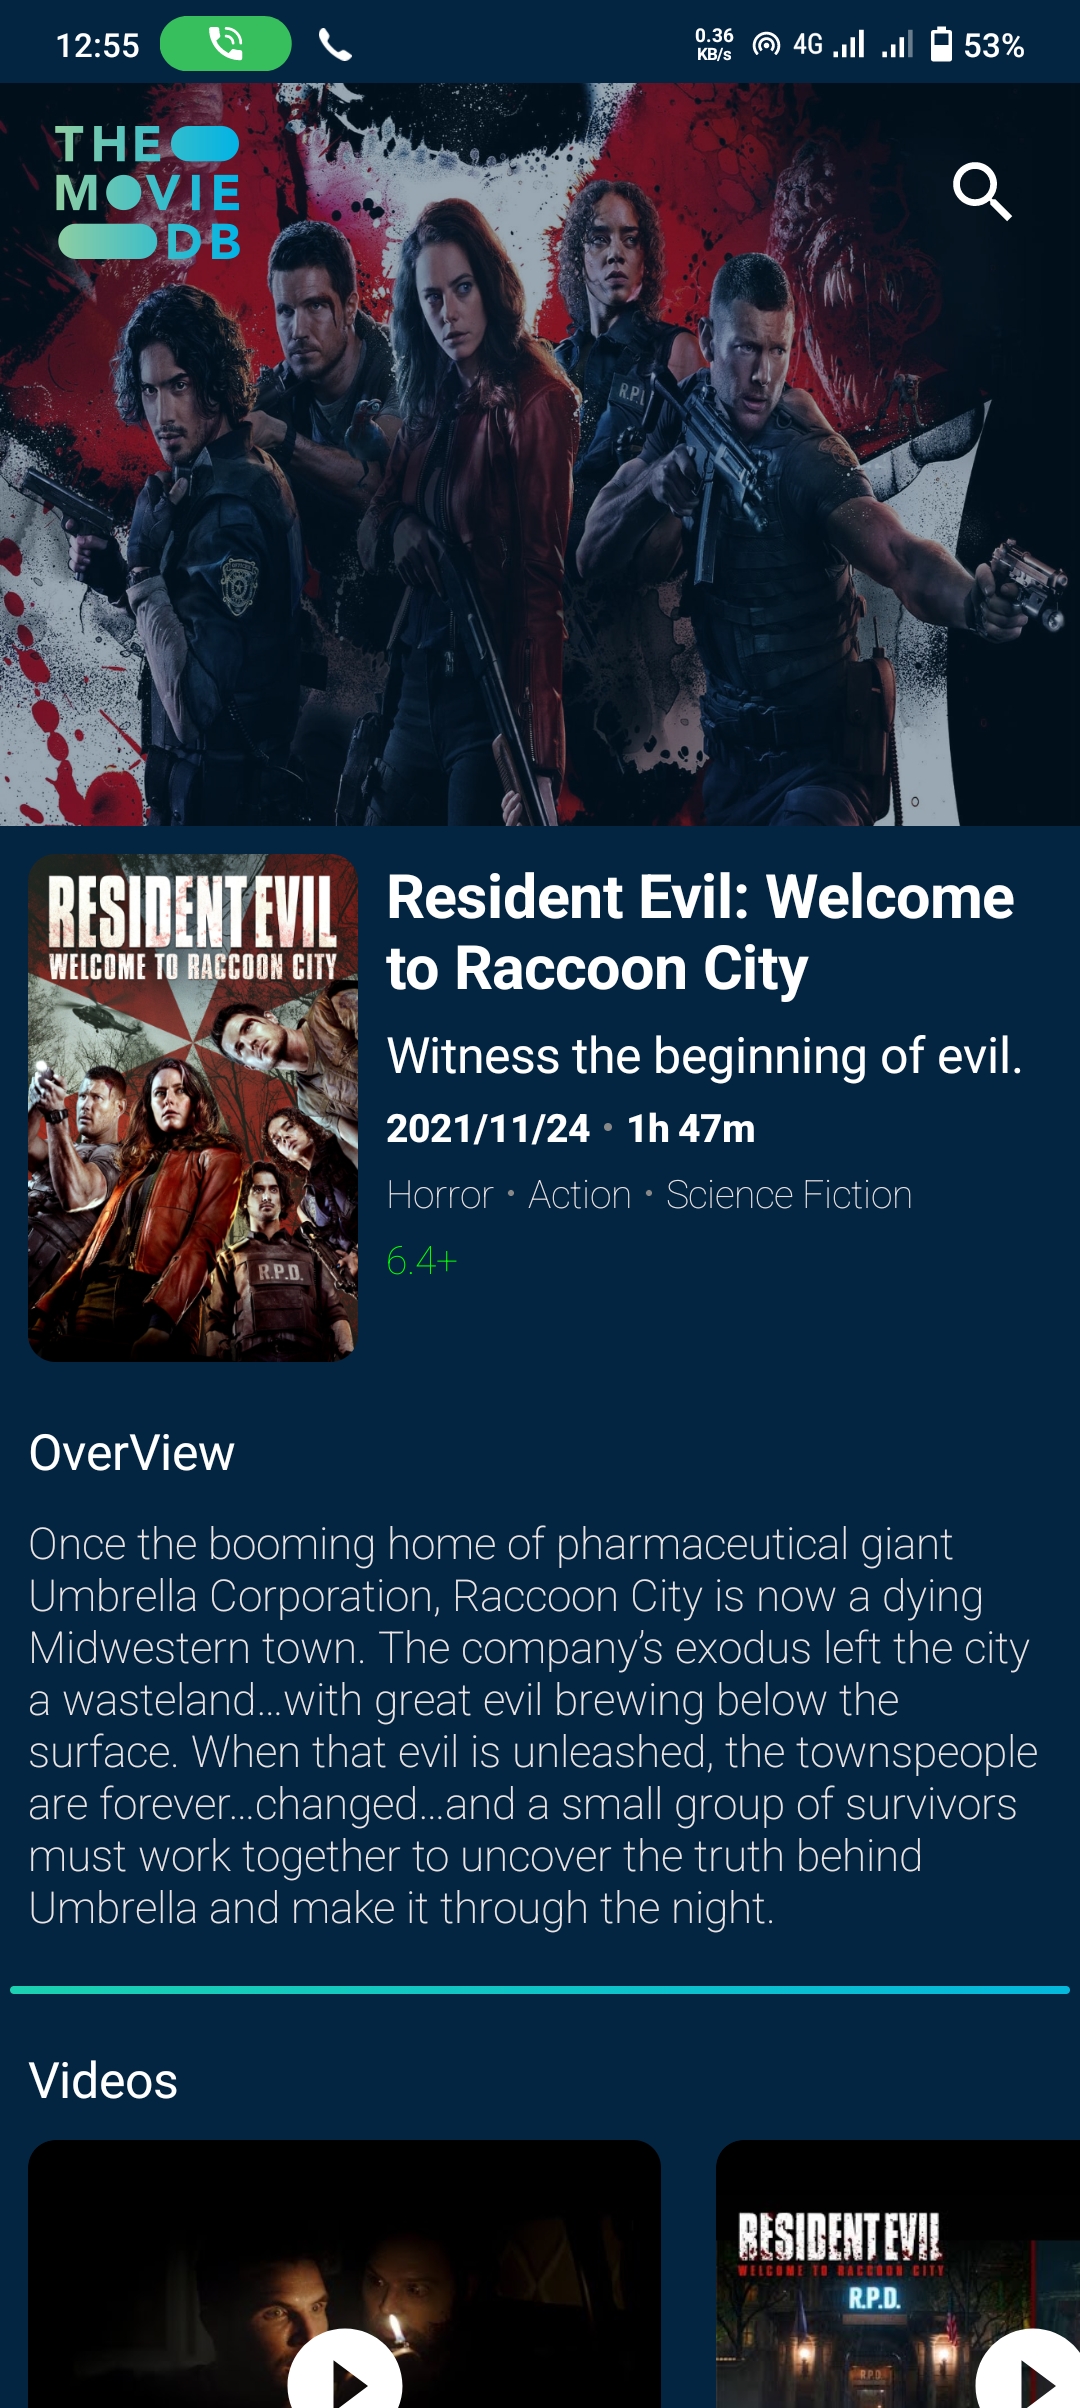 12:55
0.36
KB/s
4G
53%
THE
MOVIE
DB
R.P.
RESIDENT EVIL
WELCOME TO RACCOON CITY
R.P.D.
Resident Evil: Welcome
to Raccoon City
Witness the beginning of evil.
2021/11/24 • 1h 47m
Horror • Action • Science Fiction
6.4+
OverView
Once the booming home of pharmaceutical giant
Umbrella Corporation, Raccoon City is now a dying
Midwestern town. The company’s exodus left the city
a wasteland…with great evil brewing below the
surface. When that evil is unleashed, the townspeople
are forever…changed…and a small group of survivors
must work together to uncover the truth behind
Umbrella and make it through the night.
Videos
RESIDENT EVIL
WELCOME TO RACCOON CITY
R.P.D.
RPD